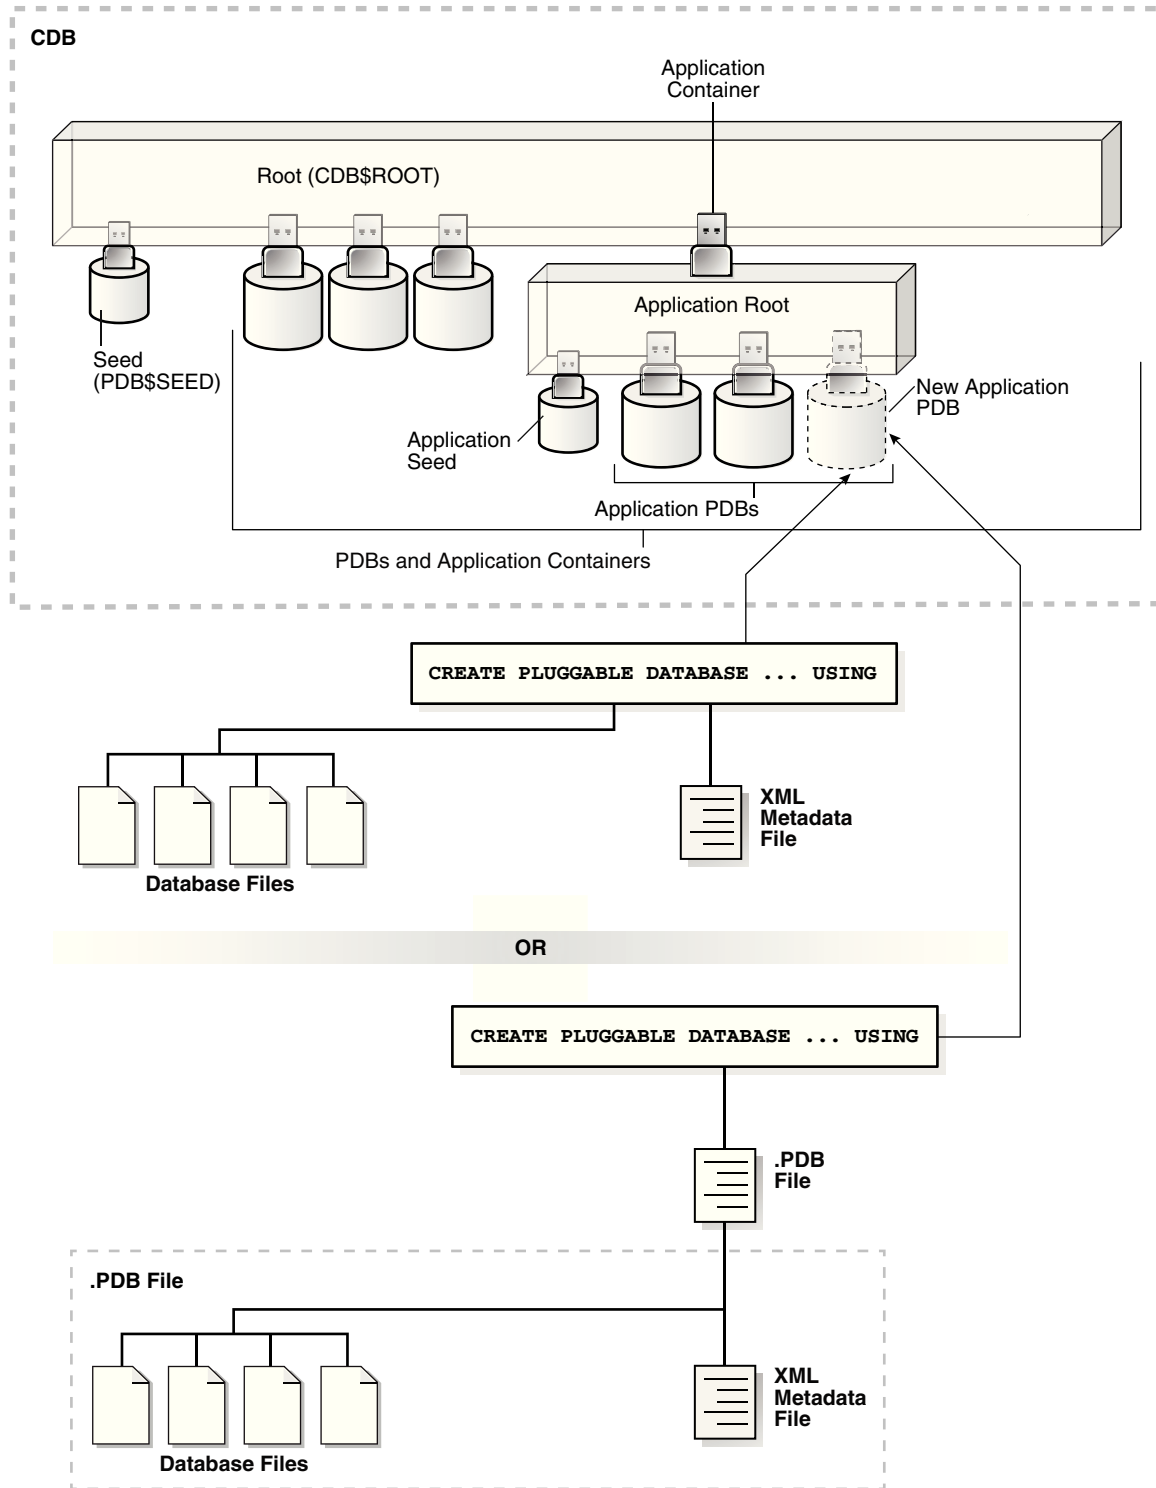 CDB
Application
Container
Root (CDB$ROOT)
Application Root
Seed
(PDB$SEED)
New Application
PDB
Application
Seed
Application PDBs
PDBs and Application Containers
CREATE PLUGGABLE DATABASE ... USING
XML
Metadata
File
Database Files
OR
CREATE PLUGGABLE DATABASE ... USING
.PDB
File
.PDB File
XML
Metadata
File
Database Files